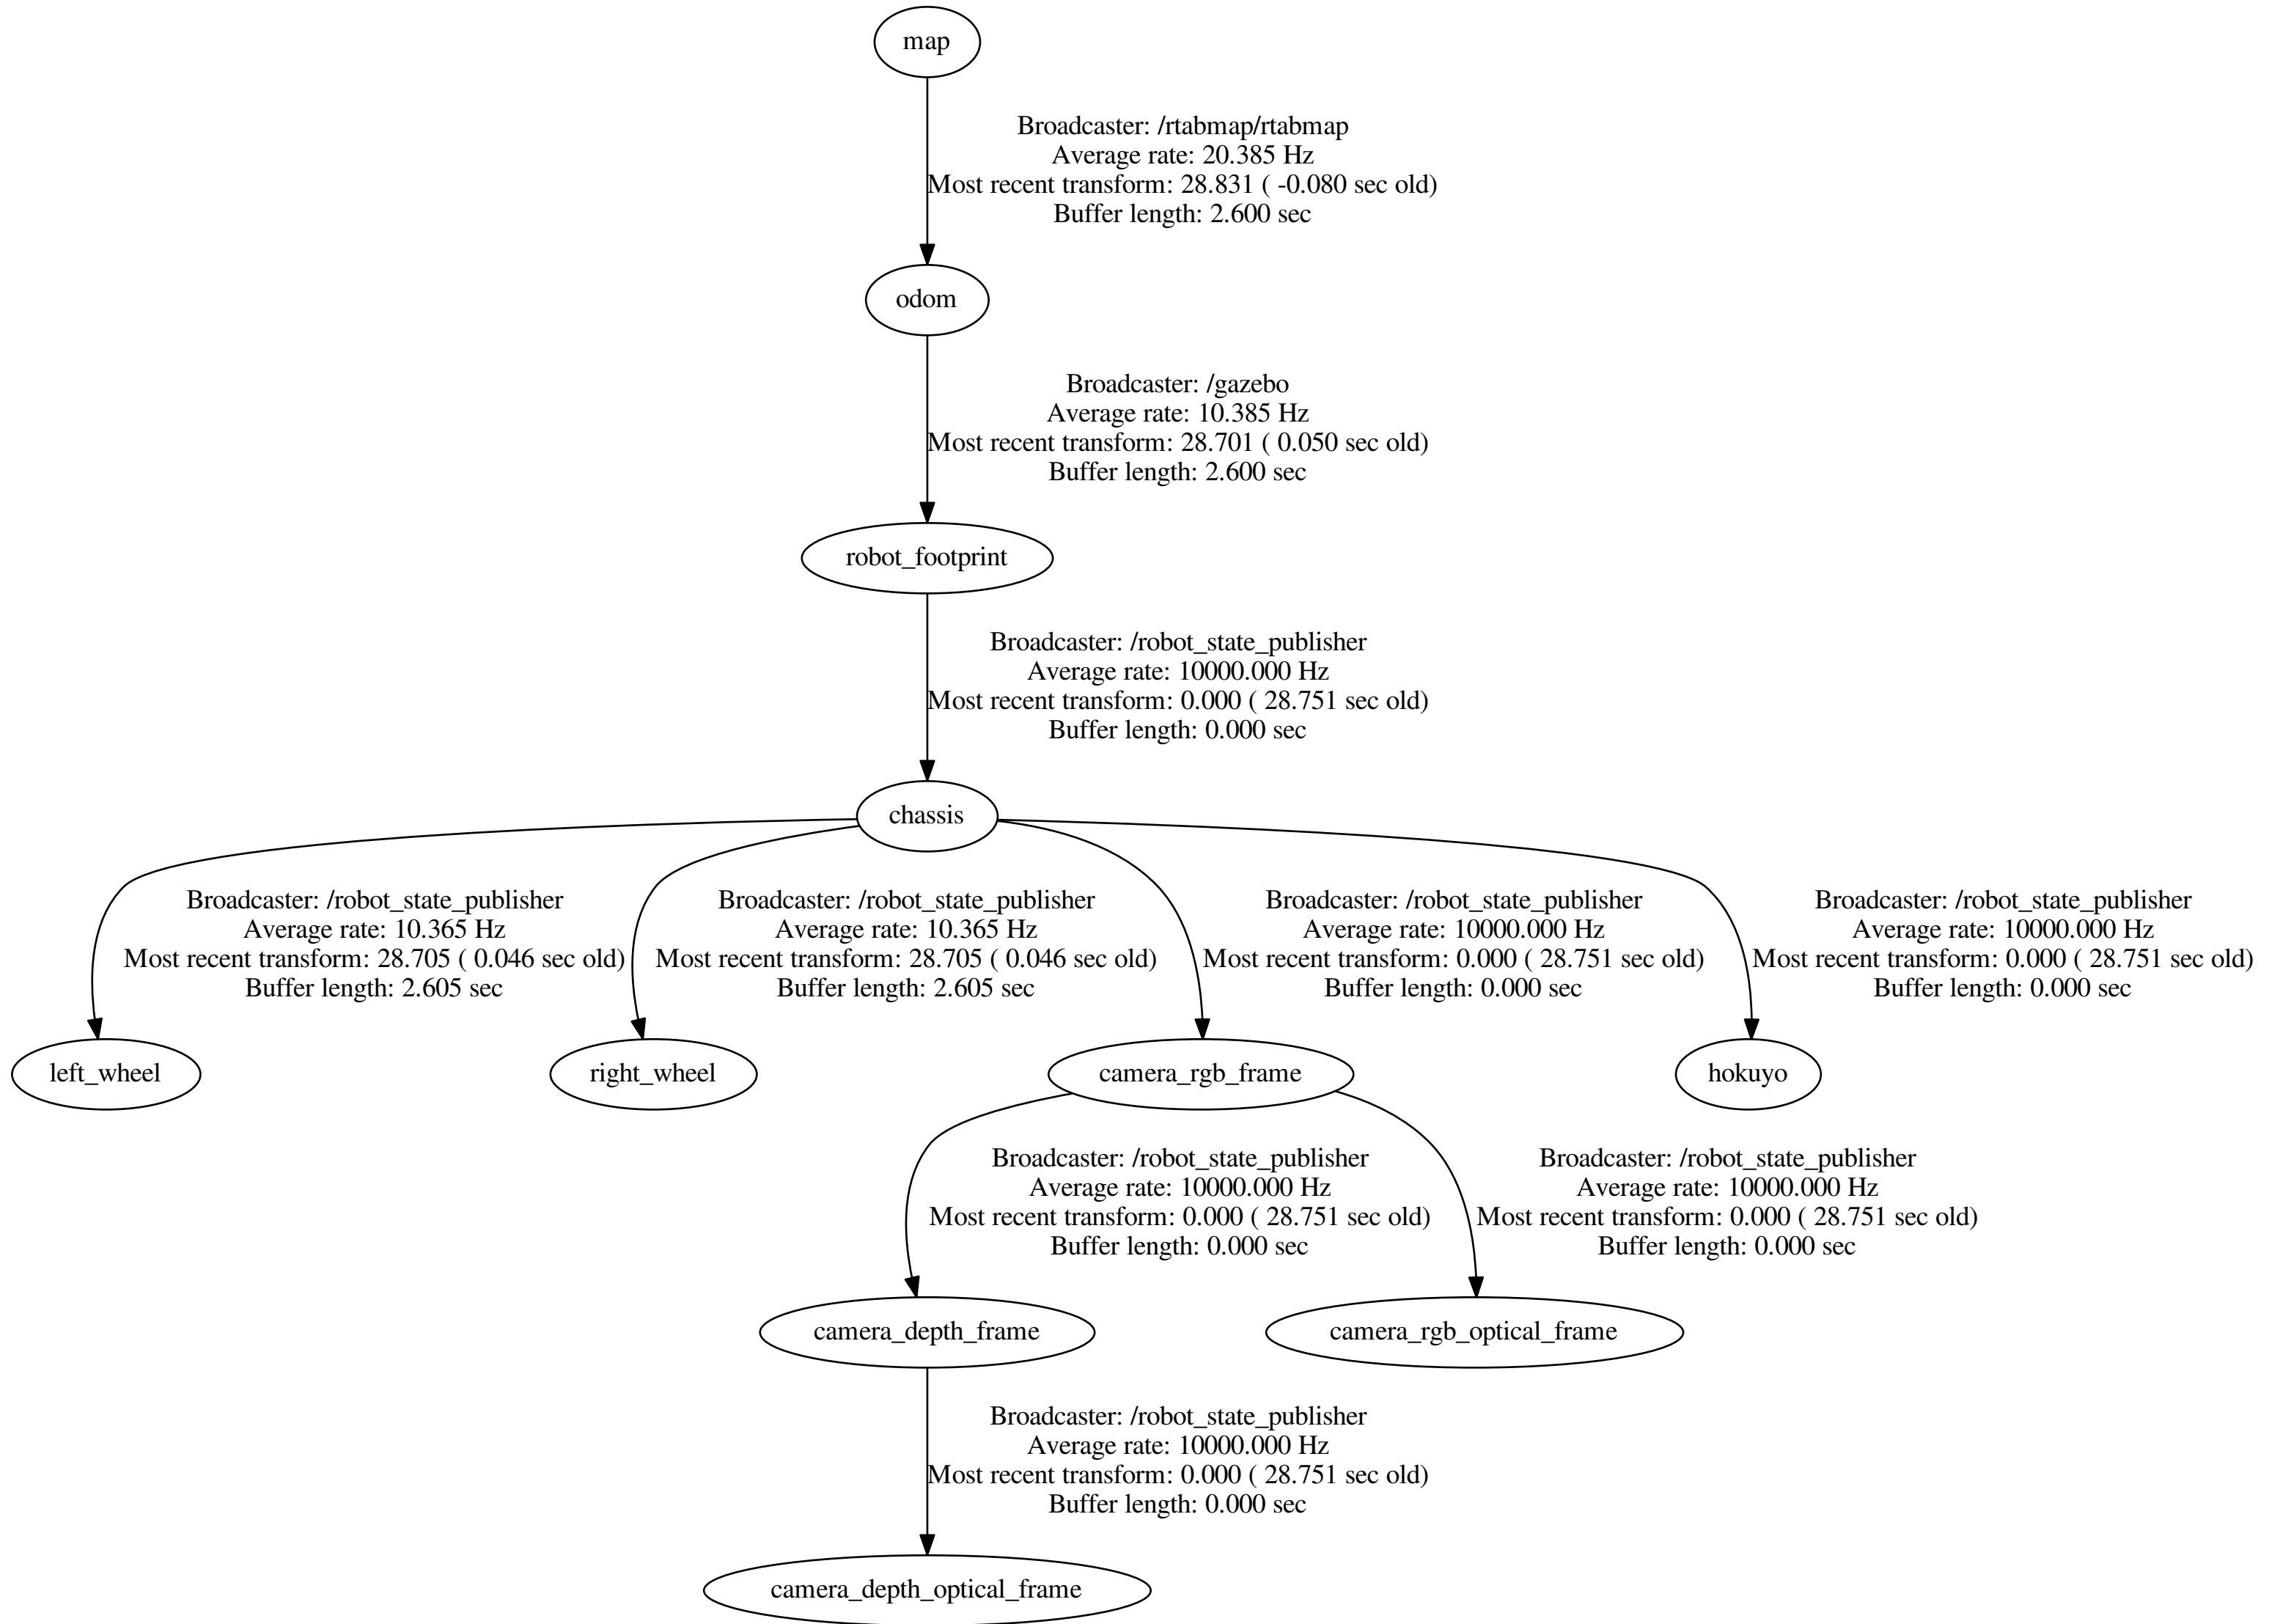 map
Broadcaster: /rtabmap/rtabmap
Average rate: 20.385 Hz
Most recent transform: 28.831 ( -0.080 sec old)
Buffer length: 2.600 sec
odom
Broadcaster: /gazebo
Average rate: 10.385 Hz
Most recent transform: 28.701 ( 0.050 sec old)
Buffer length: 2.600 sec
robot_footprint
Broadcaster: /robot_state_publisher
Average rate: 10000.000 Hz
Most recent transform: 0.000 ( 28.751 sec old)
Buffer length: 0.000 sec
chassis
Broadcaster: /robot_state_publisher
Average rate: 10.365 Hz
Most recent transform: 28.705 ( 0.046 sec old)
Buffer length: 2.605 sec
Broadcaster: /robot_state_publisher
Average rate: 10.365 Hz
Most recent transform: 28.705 ( 0.046 sec old)
Buffer length: 2.605 sec
Broadcaster: /robot_state_publisher
Average rate: 10000.000 Hz
Most recent transform: 0.000 ( 28.751 sec old)
Buffer length: 0.000 sec
Broadcaster: /robot_state_publisher
Average rate: 10000.000 Hz
Most recent transform: 0.000 ( 28.751 sec old)
Buffer length: 0.000 sec
left_wheel
right_wheel
camera_rgb_frame
hokuyo
Broadcaster: /robot_state_publisher
Average rate: 10000.000 Hz
Most recent transform: 0.000 ( 28.751 sec old)
Buffer length: 0.000 sec
Broadcaster: /robot_state_publisher
Average rate: 10000.000 Hz
Most recent transform: 0.000 ( 28.751 sec old)
Buffer length: 0.000 sec
camera_depth_frame
camera_rgb_optical_frame
Broadcaster: /robot_state_publisher
Average rate: 10000.000 Hz
Most recent transform: 0.000 ( 28.751 sec old)
Buffer length: 0.000 sec
camera_depth_optical_frame